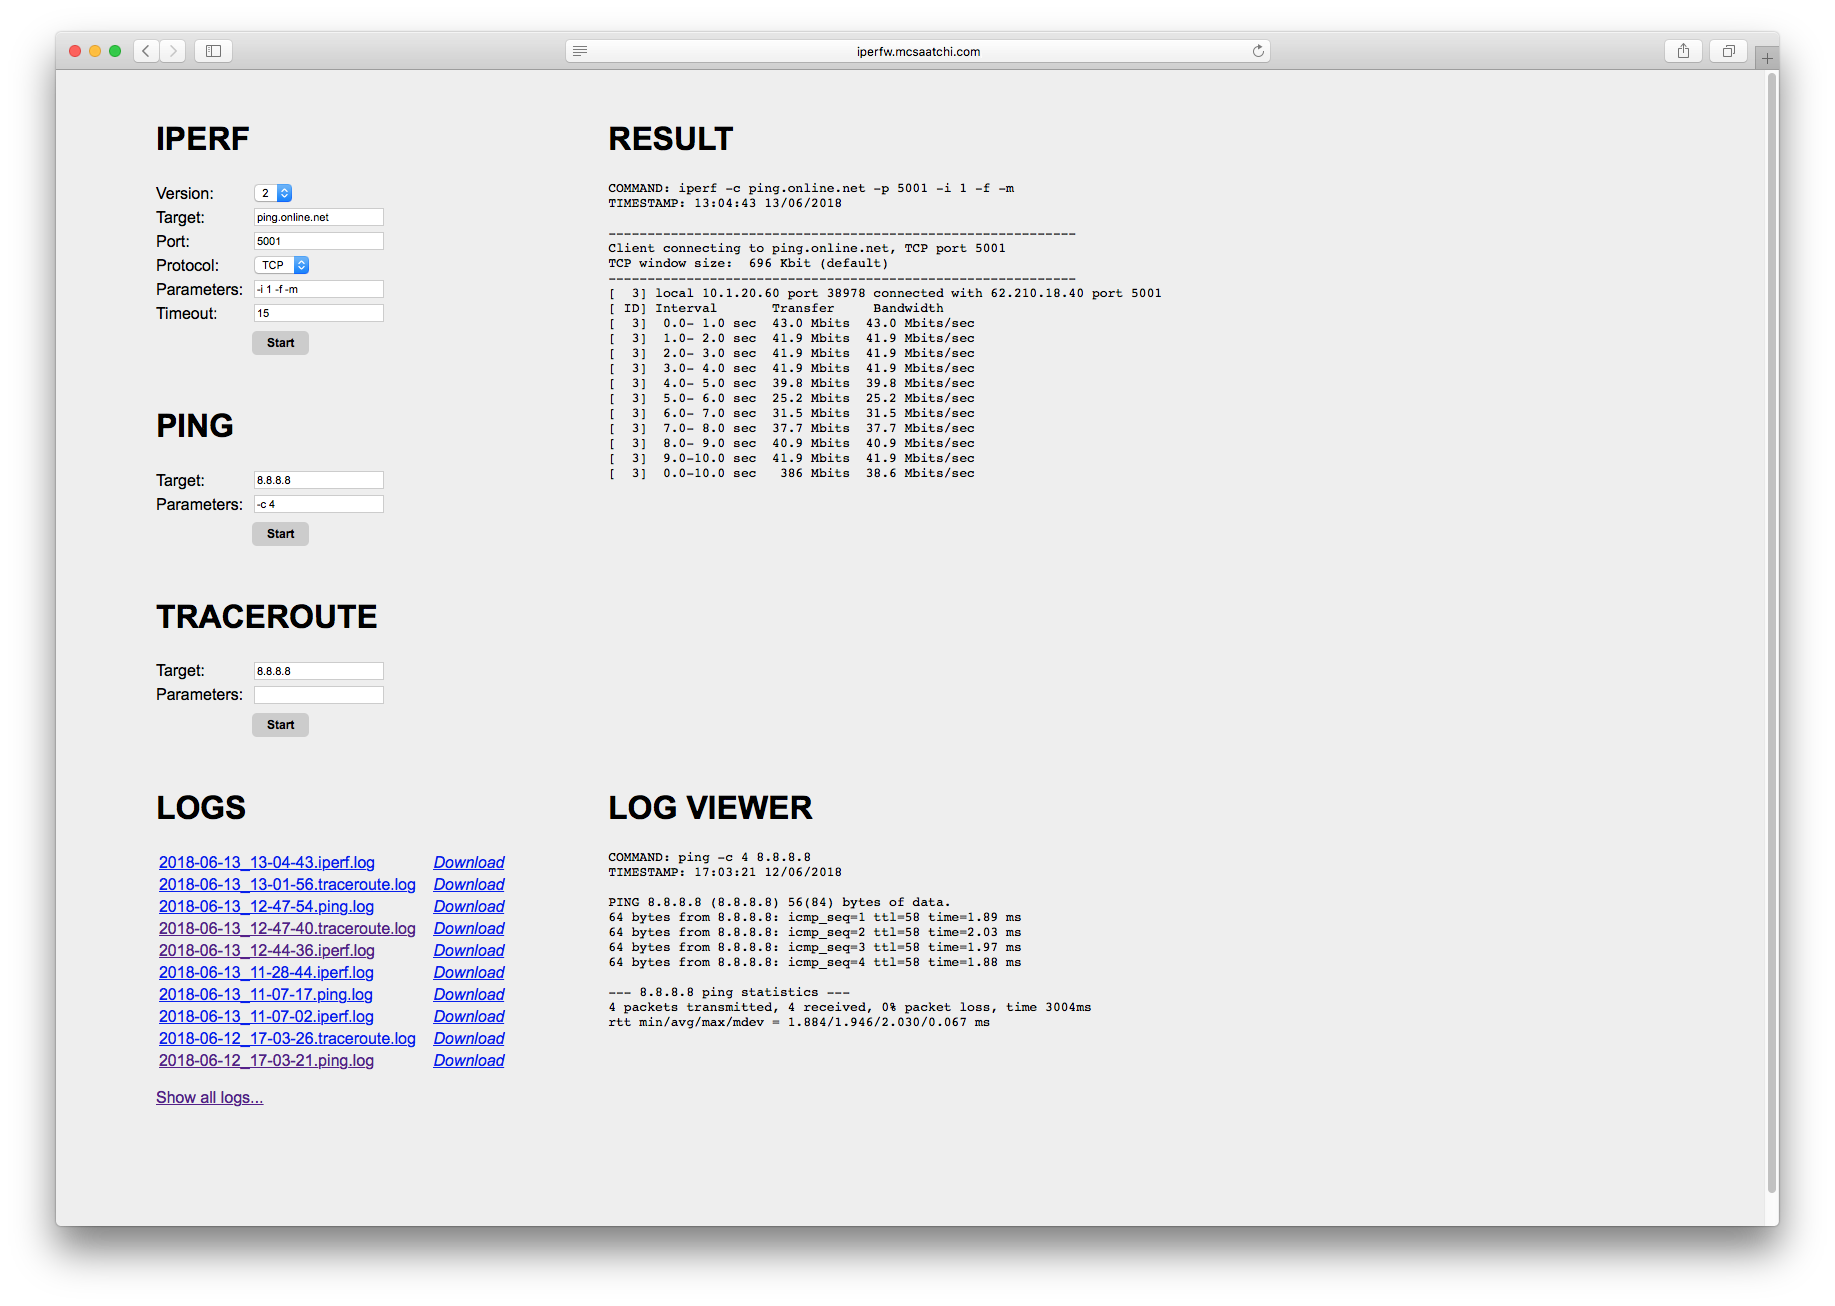 iperfw.mcsaatchi.com
IPERF
Version: 2
Target: ping.online.net
Port: 5001
Protocol: TCP
Parameters: -i 1 -f -m
Timeout: 15
Start
PING
Target: 8.8.8.8
Parameters: -c 4
Start
TRACEROUTE
Target: 8.8.8.8
Parameters:
Start
RESULT
COMMAND: iperf -c ping.online.net -p 5001 -i 1 -f -m
TIMESTAMP: 13:04:43 13/06/2018
------------------------------------------------------------
Client connecting to ping.online.net, TCP port 5001
TCP window size:  696 Kbit (default)
------------------------------------------------------------
[  3] local 10.1.20.60 port 38978 connected with 62.210.18.40 port 5001
[ ID] Interval       Transfer     Bandwidth
[  3]  0.0- 1.0 sec  43.0 Mbits  43.0 Mbits/sec
[  3]  1.0- 2.0 sec  41.9 Mbits  41.9 Mbits/sec
[  3]  2.0- 3.0 sec  41.9 Mbits  41.9 Mbits/sec
[  3]  3.0- 4.0 sec  41.9 Mbits  41.9 Mbits/sec
[  3]  4.0- 5.0 sec  39.8 Mbits  39.8 Mbits/sec
[  3]  5.0- 6.0 sec  25.2 Mbits  25.2 Mbits/sec
[  3]  6.0- 7.0 sec  31.5 Mbits  31.5 Mbits/sec
[  3]  7.0- 8.0 sec  37.7 Mbits  37.7 Mbits/sec
[  3]  8.0- 9.0 sec  40.9 Mbits  40.9 Mbits/sec
[  3]  9.0-10.0 sec  41.9 Mbits  41.9 Mbits/sec
[  3]  0.0-10.0 sec   386 Mbits  38.6 Mbits/sec
LOGS
2018-06-13_13-04-43.iperf.log Download
2018-06-13_13-01-56.traceroute.log Download
2018-06-13_12-47-54.ping.log Download
2018-06-13_12-47-40.traceroute.log Download
2018-06-13_12-44-36.iperf.log Download
2018-06-13_11-28-44.iperf.log Download
2018-06-13_11-07-17.ping.log Download
2018-06-13_11-07-02.iperf.log Download
2018-06-12_17-03-26.traceroute.log Download
2018-06-12_17-03-21.ping.log Download
Show all logs...
LOG VIEWER
COMMAND: ping -c 4 8.8.8.8
TIMESTAMP: 17:03:21 12/06/2018
PING 8.8.8.8 (8.8.8.8) 56(84) bytes of data.
64 bytes from 8.8.8.8: icmp_seq=1 ttl=58 time=1.89 ms
64 bytes from 8.8.8.8: icmp_seq=2 ttl=58 time=2.03 ms
64 bytes from 8.8.8.8: icmp_seq=3 ttl=58 time=1.97 ms
64 bytes from 8.8.8.8: icmp_seq=4 ttl=58 time=1.88 ms
--- 8.8.8.8 ping statistics ---
4 packets transmitted, 4 received, 0% packet loss, time 3004ms
rtt min/avg/max/mdev = 1.884/1.946/2.030/0.067 ms